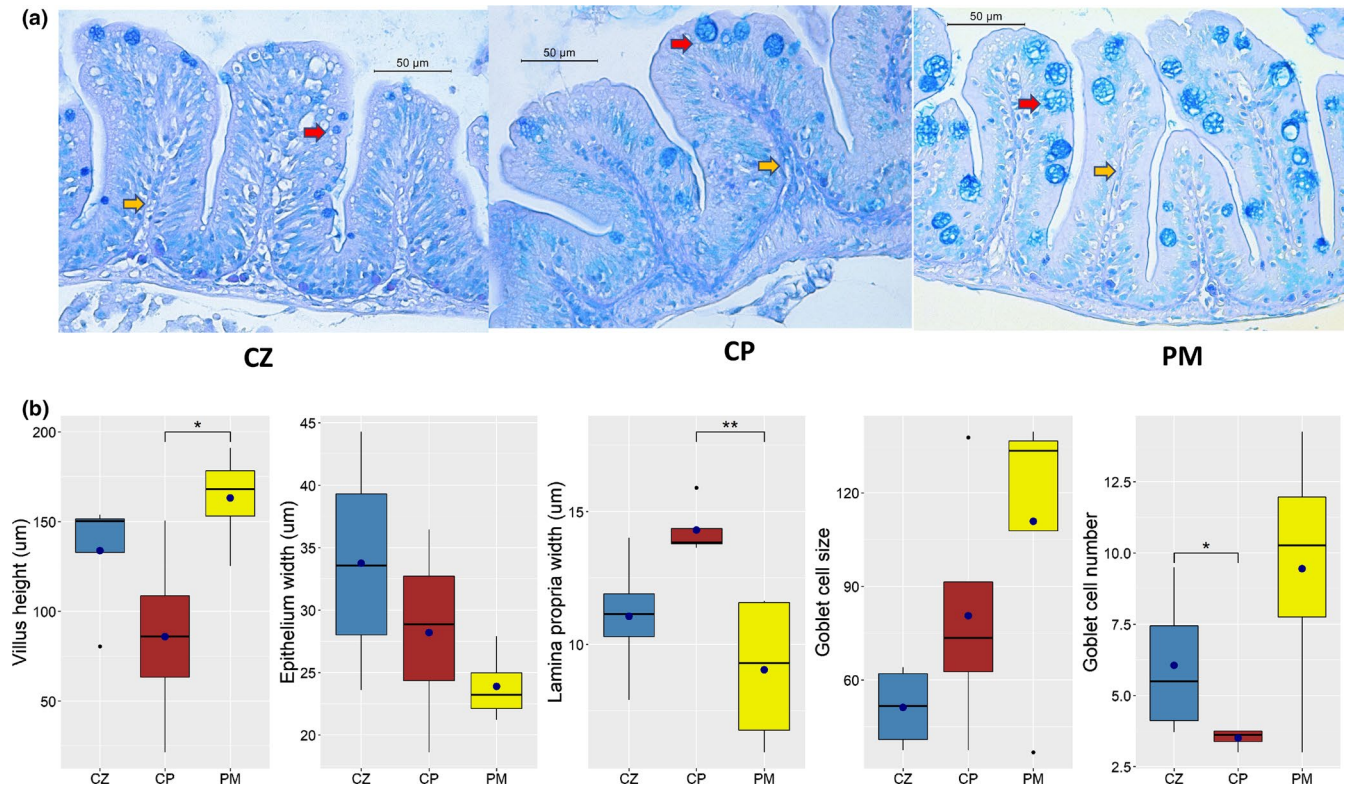 (a)
50 µm
50 µm
50 µm
CZ
CP
PM
(b)
Villus height (um)
200
150
100
50
*
CZ
CP
PM
Epithelium width (um)
45
40
35
30
25
20
CZ
CP
PM
Lamina propria width (um)
15
10
**
CZ
CP
PM
Goblet cell size
120
90
60
CZ
CP
PM
Goblet cell number
12.5
10.0
7.5
5.0
2.5
*
CZ
CP
PM